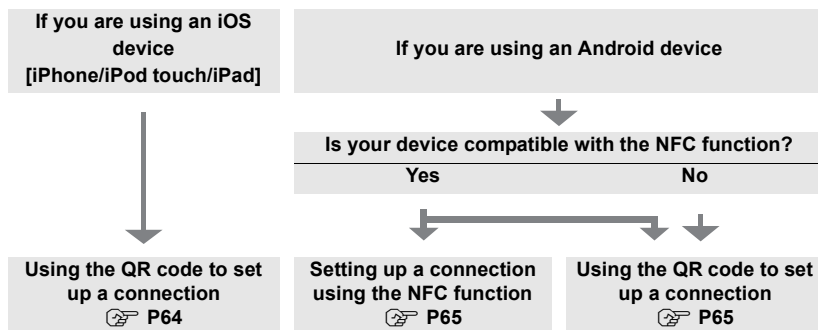 If you are using an iOS
device
[iPhone/iPod touch/iPad]
If you are using an Android device
Is your device compatible with the NFC function?
Yes
No
Using the QR code to set
up a connection
P64
Setting up a connection
using the NFC function
P65
Using the QR code to set
up a connection
P65